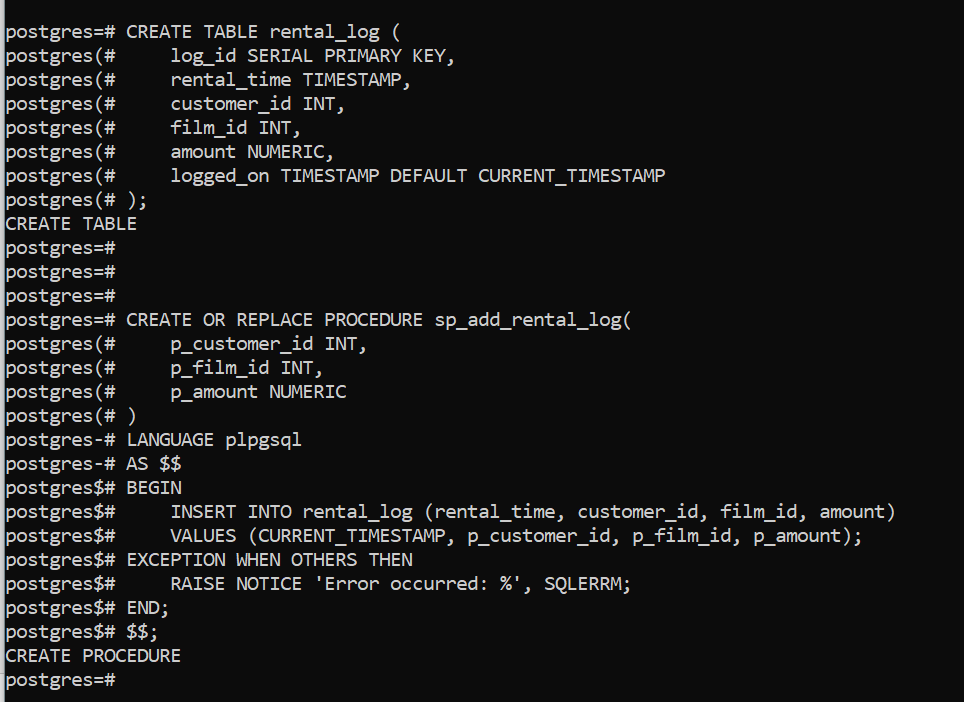 postgres=# CREATE TABLE rental_log (
postgres(#     log_id SERIAL PRIMARY KEY,
postgres(#     rental_time TIMESTAMP,
postgres(#     customer_id INT,
postgres(#     film_id INT,
postgres(#     amount NUMERIC,
postgres(#     logged_on TIMESTAMP DEFAULT CURRENT_TIMESTAMP
postgres(# );
CREATE TABLE
postgres=#
postgres=#
postgres=#
postgres=# CREATE OR REPLACE PROCEDURE sp_add_rental_log(
postgres(#     p_customer_id INT,
postgres(#     p_film_id INT,
postgres(#     p_amount NUMERIC
postgres(# )
postgres-# LANGUAGE plpgsql
postgres-# AS $$
postgres$# BEGIN
postgres$#     INSERT INTO rental_log (rental_time, customer_id, film_id, amount)
postgres$#     VALUES (CURRENT_TIMESTAMP, p_customer_id, p_film_id, p_amount);
postgres$# EXCEPTION WHEN OTHERS THEN
postgres$#     RAISE NOTICE 'Error occurred: %', SQLERRM;
postgres$# END;
postgres$# $$;
CREATE PROCEDURE
postgres=#